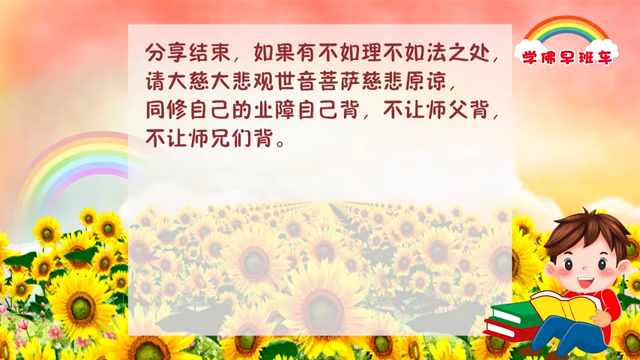 学佛早班车
分享结束，如果有不如理不如法之处，
请大慈大悲观世音菩萨慈悲原谅，
同修自己的业障自己背，不让师父背，
不让师兄们背。